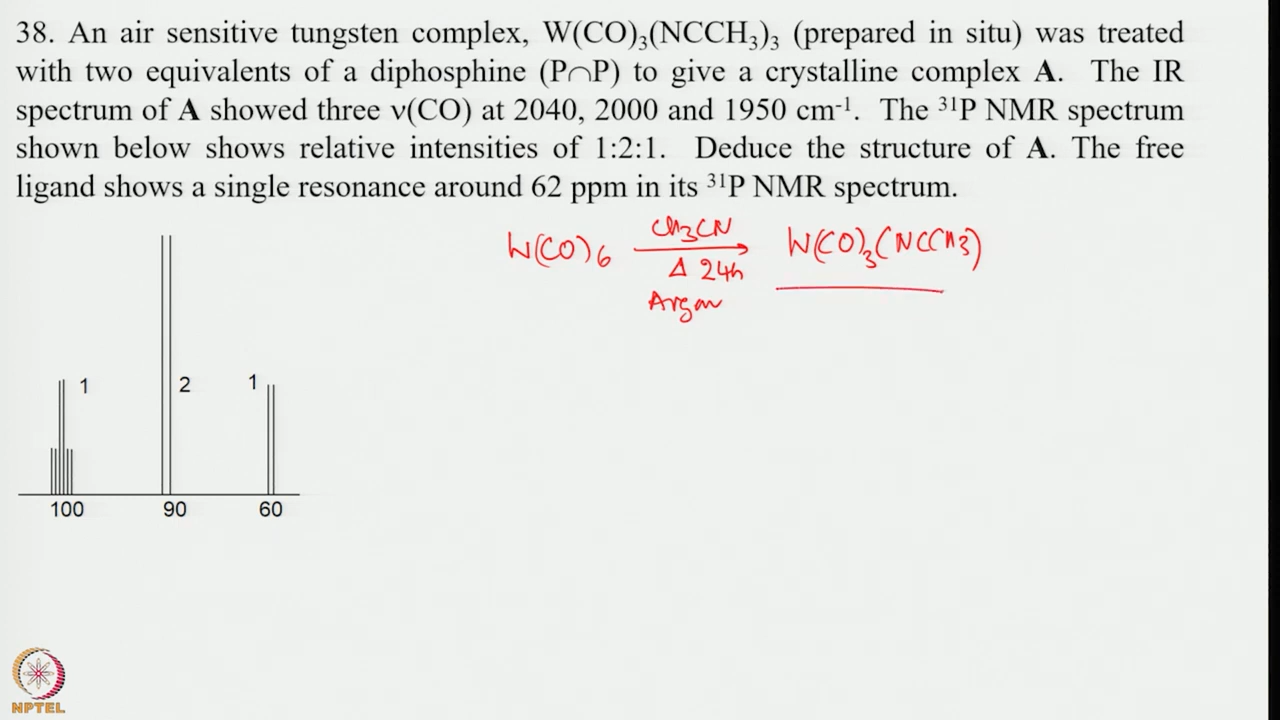 38. An air sensitive tungsten complex, W(CO)₃(NCCH₃)₃ (prepared in situ) was treated
with two equivalents of a diphosphine (P∩P) to give a crystalline complex A. The IR
spectrum of A showed three ν(CO) at 2040, 2000 and 1950 cm⁻¹. The ³¹P NMR spectrum
shown below shows relative intensities of 1:2:1. Deduce the structure of A. The free
ligand shows a single resonance around 62 ppm in its ³¹P NMR spectrum.
CH₃CN
W(CO)₆ → W(CO)₃(NCCH₃)
Δ 24h
Argon
1 2 1
100 90 60
NPTEL